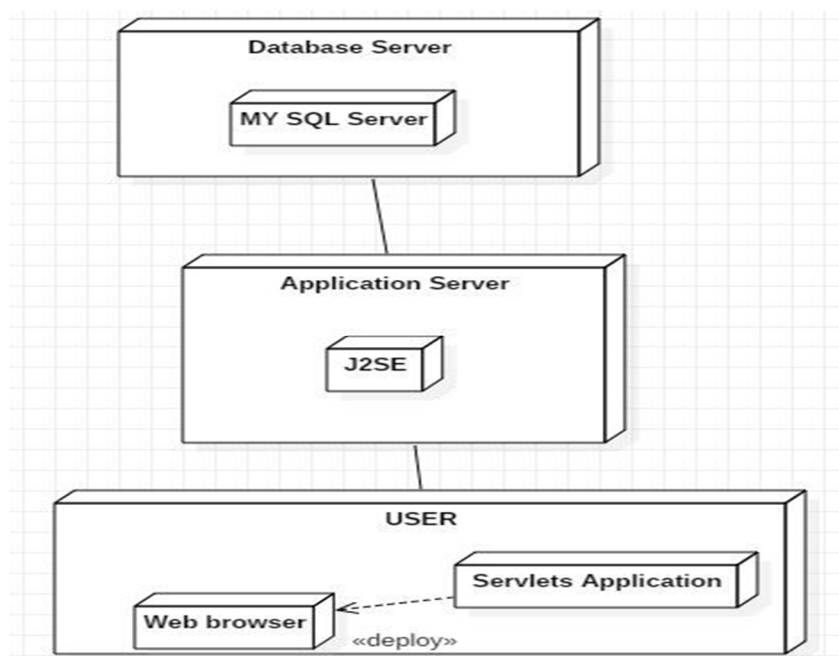 Database Server
MY SQL Server
Application Server
J2SE
USER
Servlets Application
Web browser
«deploy»